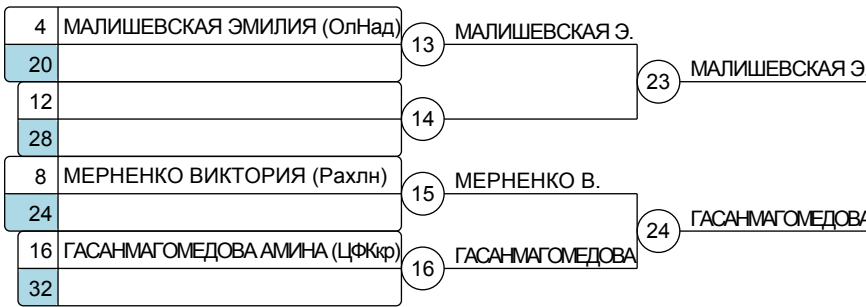 4 МАЛИШЕВСКАЯ ЭМИЛИЯ (ОлНад)
13 МАЛИШЕВСКАЯ Э.
20
23 МАЛИШЕВСКАЯ Э.
12
14
28
8 МЕРНЕНКО ВИКТОРИЯ (Рахлн)
15 МЕРНЕНКО В.
24
24 ГАСАНМАГОМЕДОВА
16 ГАСАНМАГОМЕДОВА АМИНА (ЦФКкр)
16 ГАСАНМАГОМЕДОВА
32